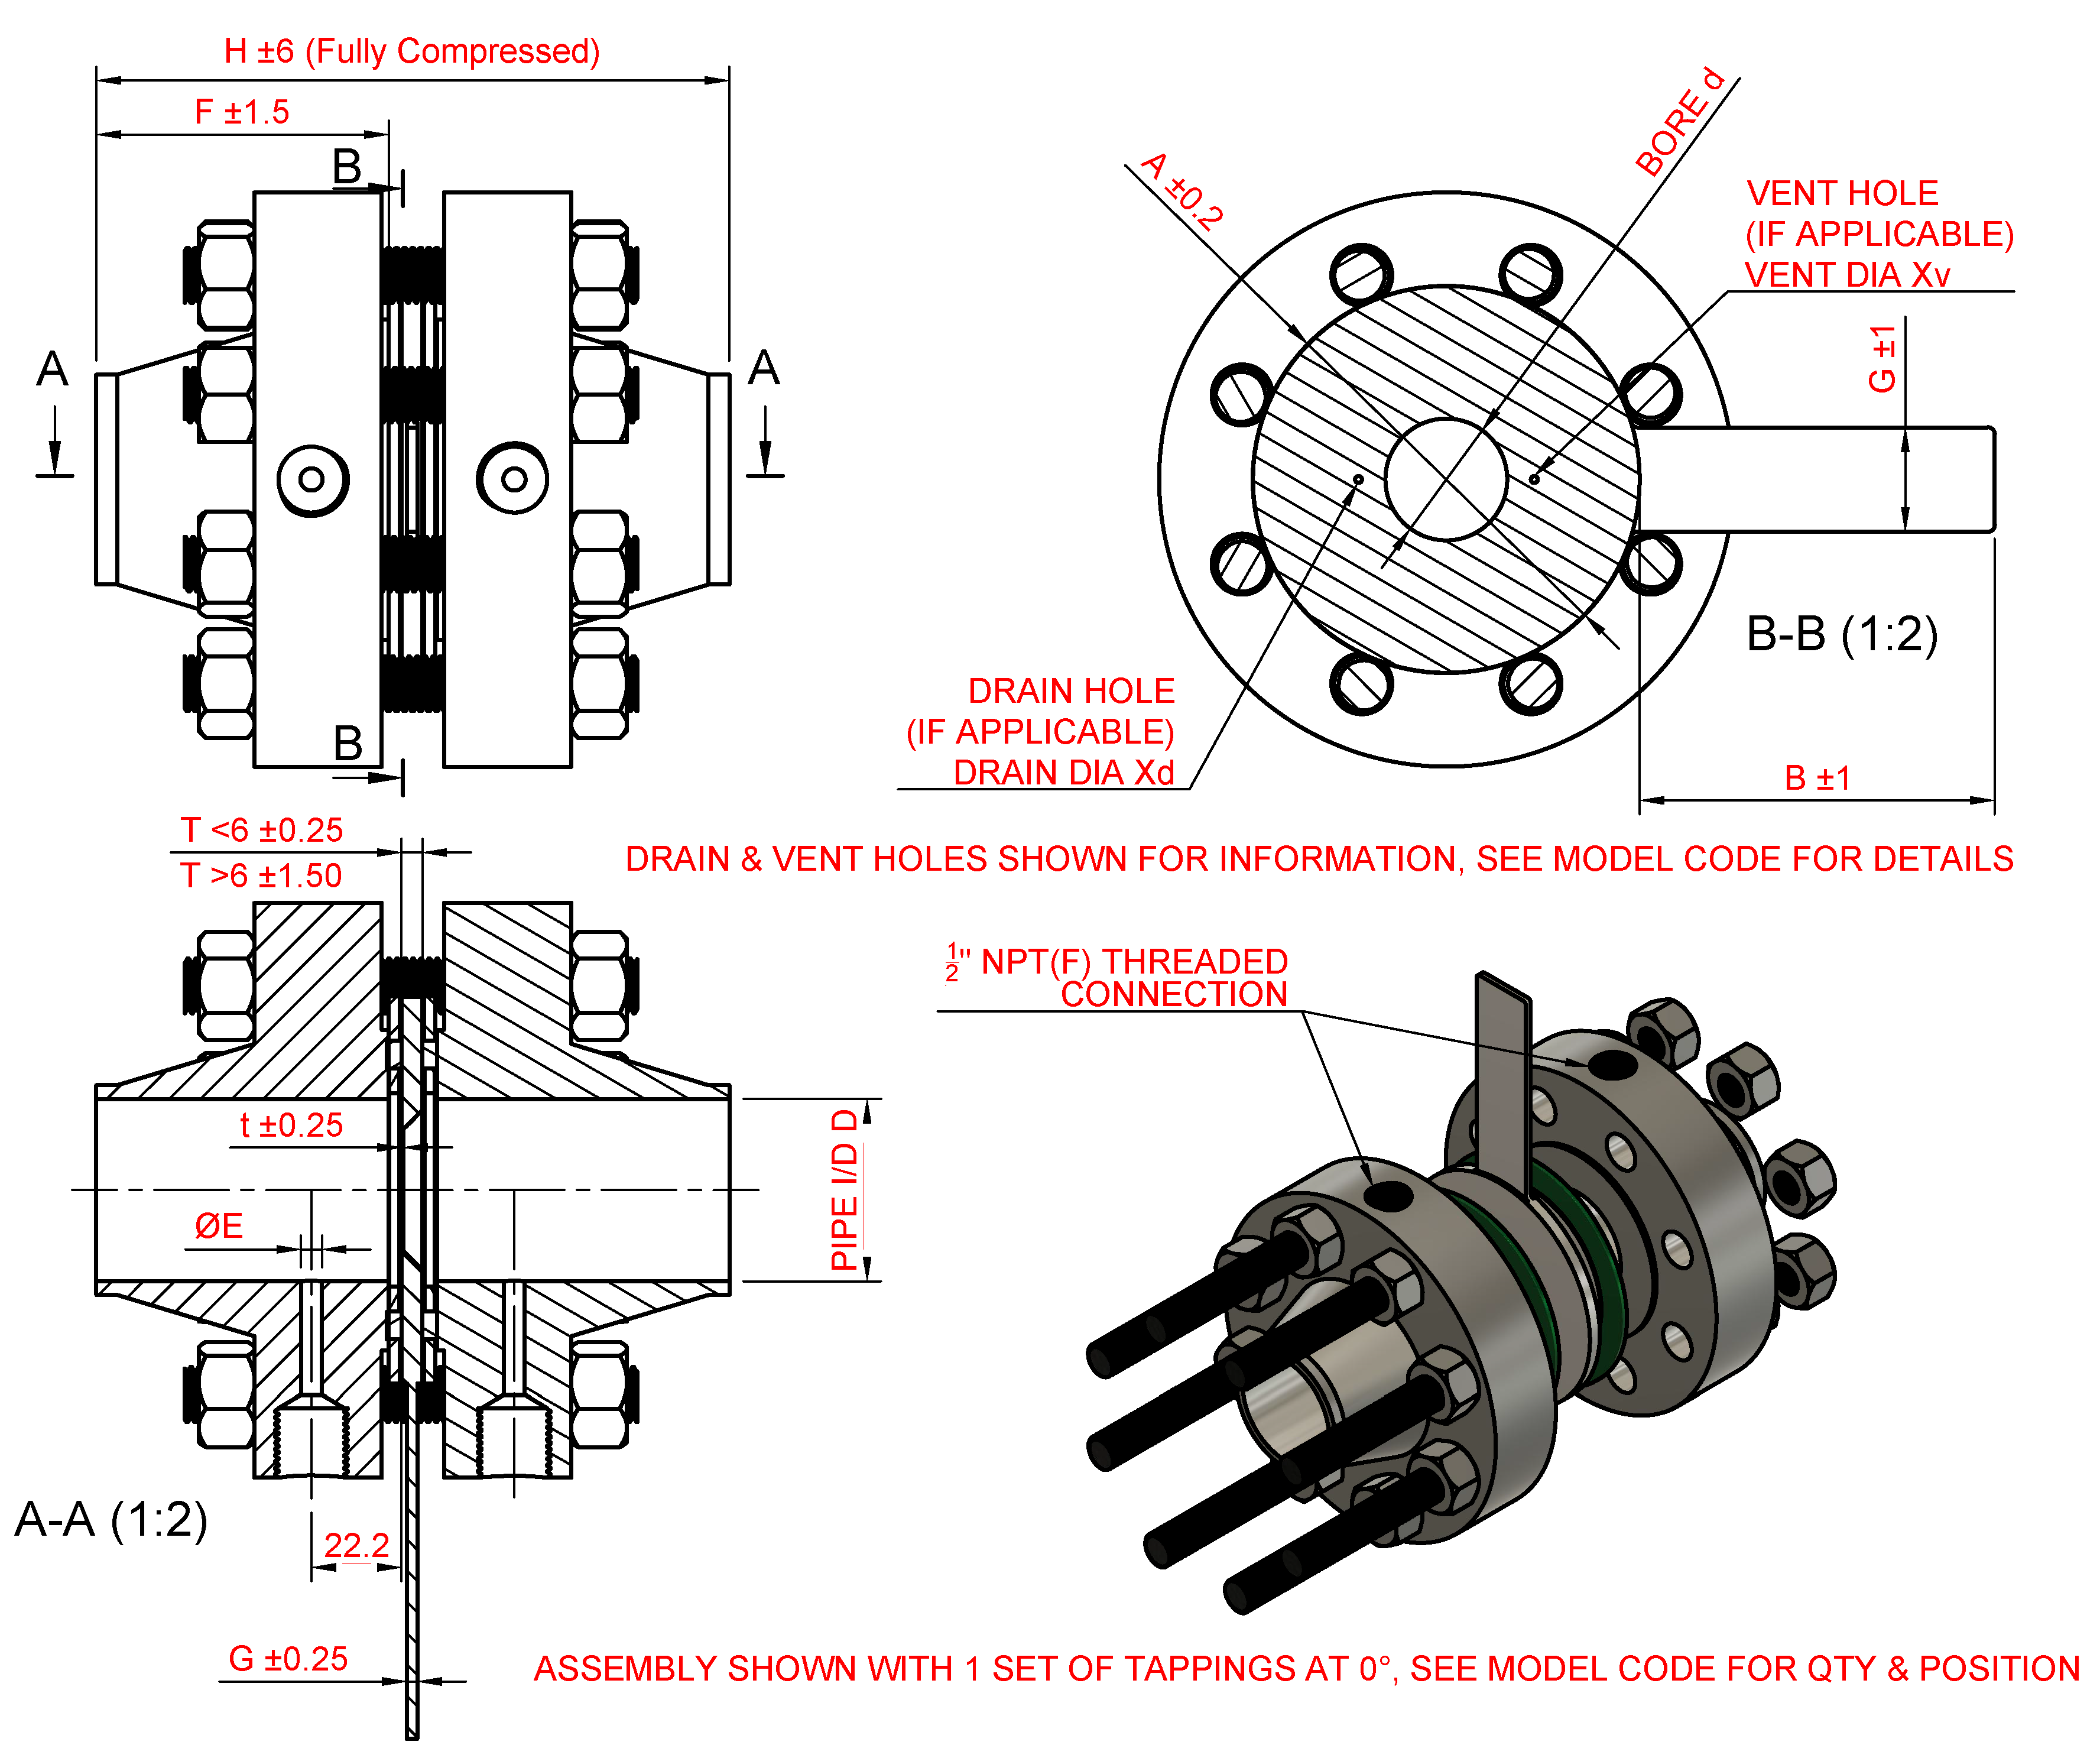 H ±6 (Fully Compressed)
F ±1.5
B
A
A
B
A ±0.2
BORE d
VENT HOLE
(IF APPLICABLE)
VENT DIA Xv
G ±1
B-B (1:2)
DRAIN HOLE
(IF APPLICABLE)
DRAIN DIA Xd
B ±1
T <6 ±0.25
T >6 ±1.50
DRAIN & VENT HOLES SHOWN FOR INFORMATION, SEE MODEL CODE FOR DETAILS
t ±0.25
ØE
PIPE I/D D
A-A (1:2)
22.2
G ±0.25
1/2" NPT(F) THREADED
CONNECTION
ASSEMBLY SHOWN WITH 1 SET OF TAPPINGS AT 0°, SEE MODEL CODE FOR QTY & POSITION